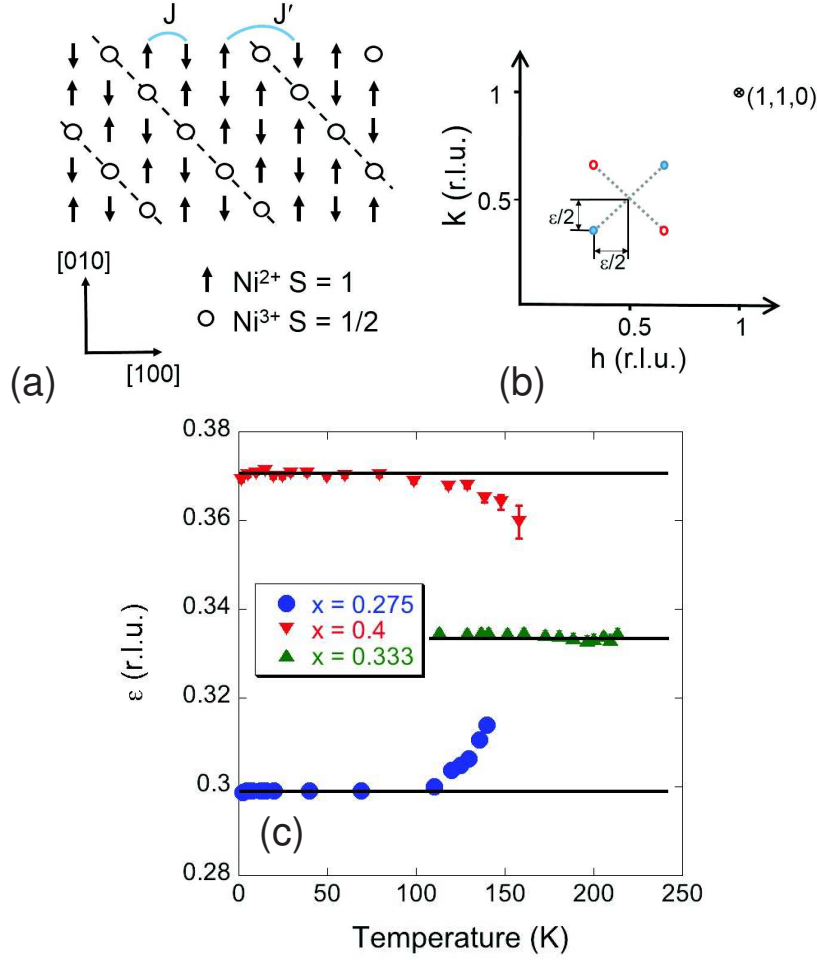 J J′
[010]
[100]
Ni²⁺ S = 1
Ni³⁺ S = 1/2
(a)
1
0.5
k (r.l.u.)
(1,1,0)
ε/2
ε/2
0.5 1
h (r.l.u.)
(b)
0.38
0.36
0.34
0.32
0.3
0.28
ε (r.l.u.)
x = 0.275
x = 0.4
x = 0.333
(c)
0 50 100 150 200 250
Temperature (K)